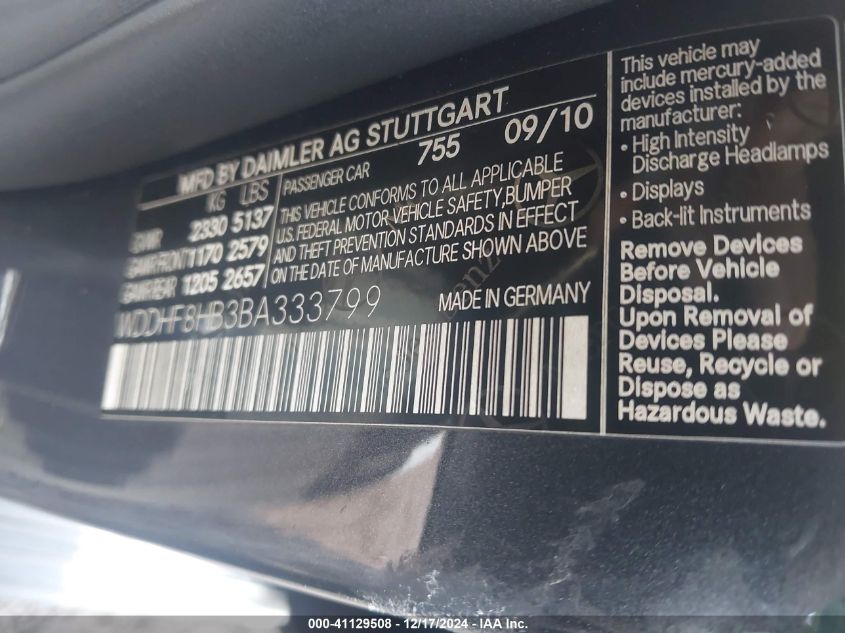 MFD BY DAIMLER AG STUTTGART
KG LBS
PASSENGER CAR 755 09/10
GVWR 2330 5137
GAWR FRONT 1170 2579
GAWR REAR 1205 2657
THIS VEHICLE CONFORMS TO ALL APPLICABLE
U.S. FEDERAL MOTOR VEHICLE SAFETY, BUMPER
AND THEFT PREVENTION STANDARDS IN EFFECT
ON THE DATE OF MANUFACTURE SHOWN ABOVE
WDDHF8HB3BA333799 MADE IN GERMANY
This vehicle may
include mercury-added
devices installed by the
manufacturer:
• High Intensity
Discharge Headlamps
• Displays
• Back-lit Instruments
Remove Devices
Before Vehicle
Disposal.
Upon Removal of
Devices Please
Reuse, Recycle or
Dispose as
Hazardous Waste.
000-41129508 - 12/17/2024 - IAA, Inc.